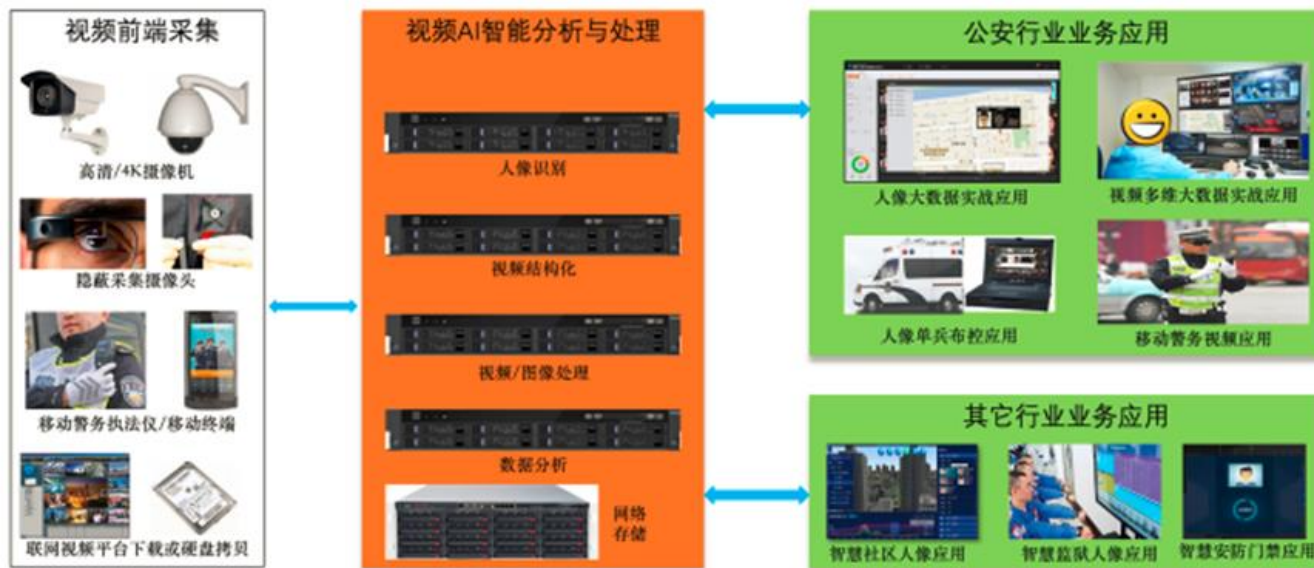 视频前端采集
高清/4K摄像机
隐蔽采集摄像头
移动警务执法仪/移动终端
联网视频平台下载或硬盘拷贝
视频AI智能分析与处理
人像识别
视频结构化
视频/图像处理
数据分析
网络
存储
公安行业业务应用
人像大数据实战应用
视频多维大数据实战应用
人像单兵布控应用
移动警务视频应用
其它行业业务应用
智慧社区人像应用
智慧监狱人像应用
智慧安防门禁应用